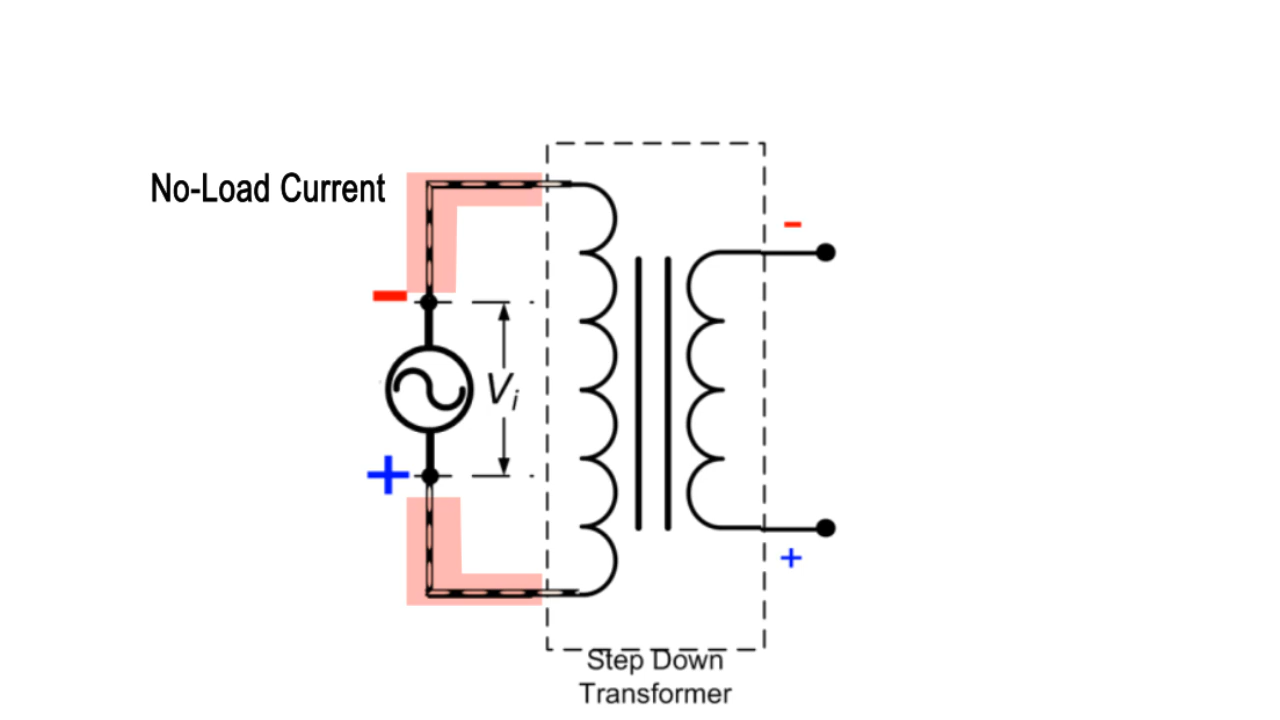 No-Load Current
-
-
Vi
+
+
Step Down
Transformer